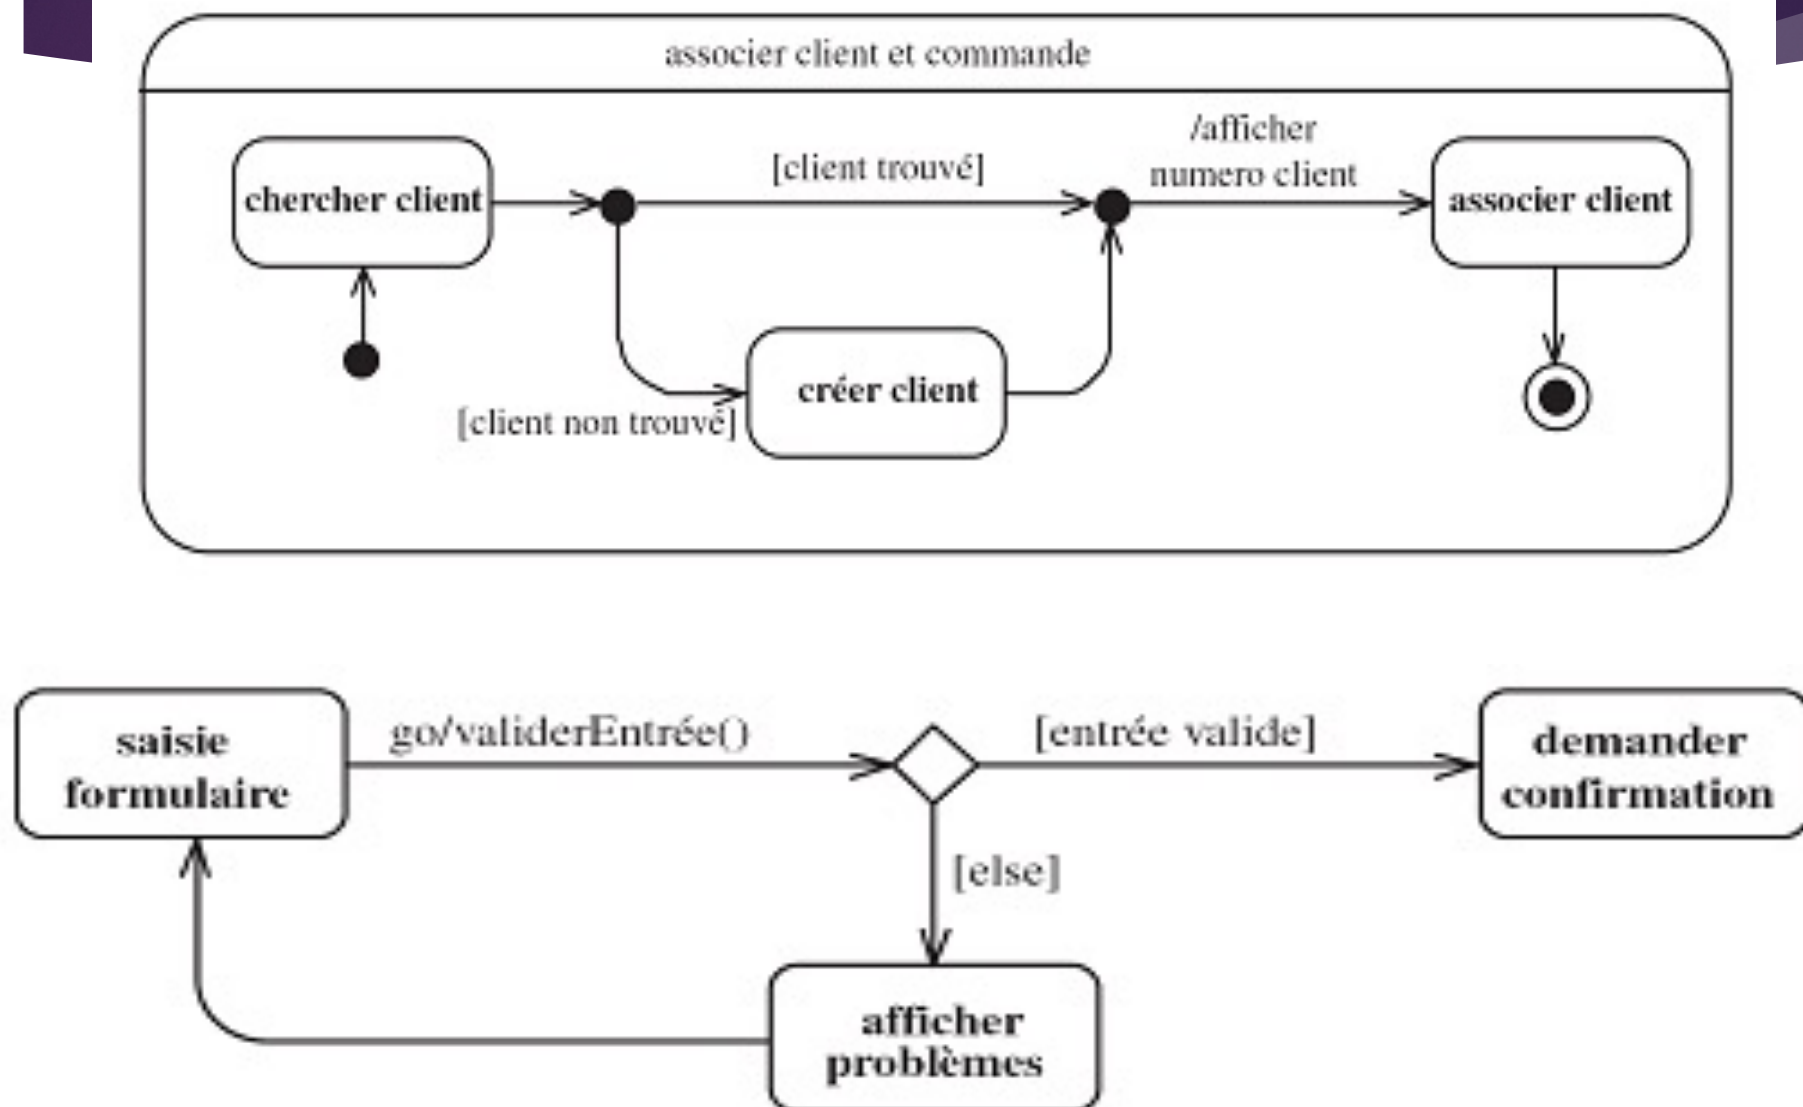 associer client et commande
/afficher
numero client
[client trouvé]
chercher client
associer client
créer client
[client non trouvé]
go/validerEntrée()
[entrée valide]
saisie
formulaire
demander
confirmation
[else]
afficher
problèmes